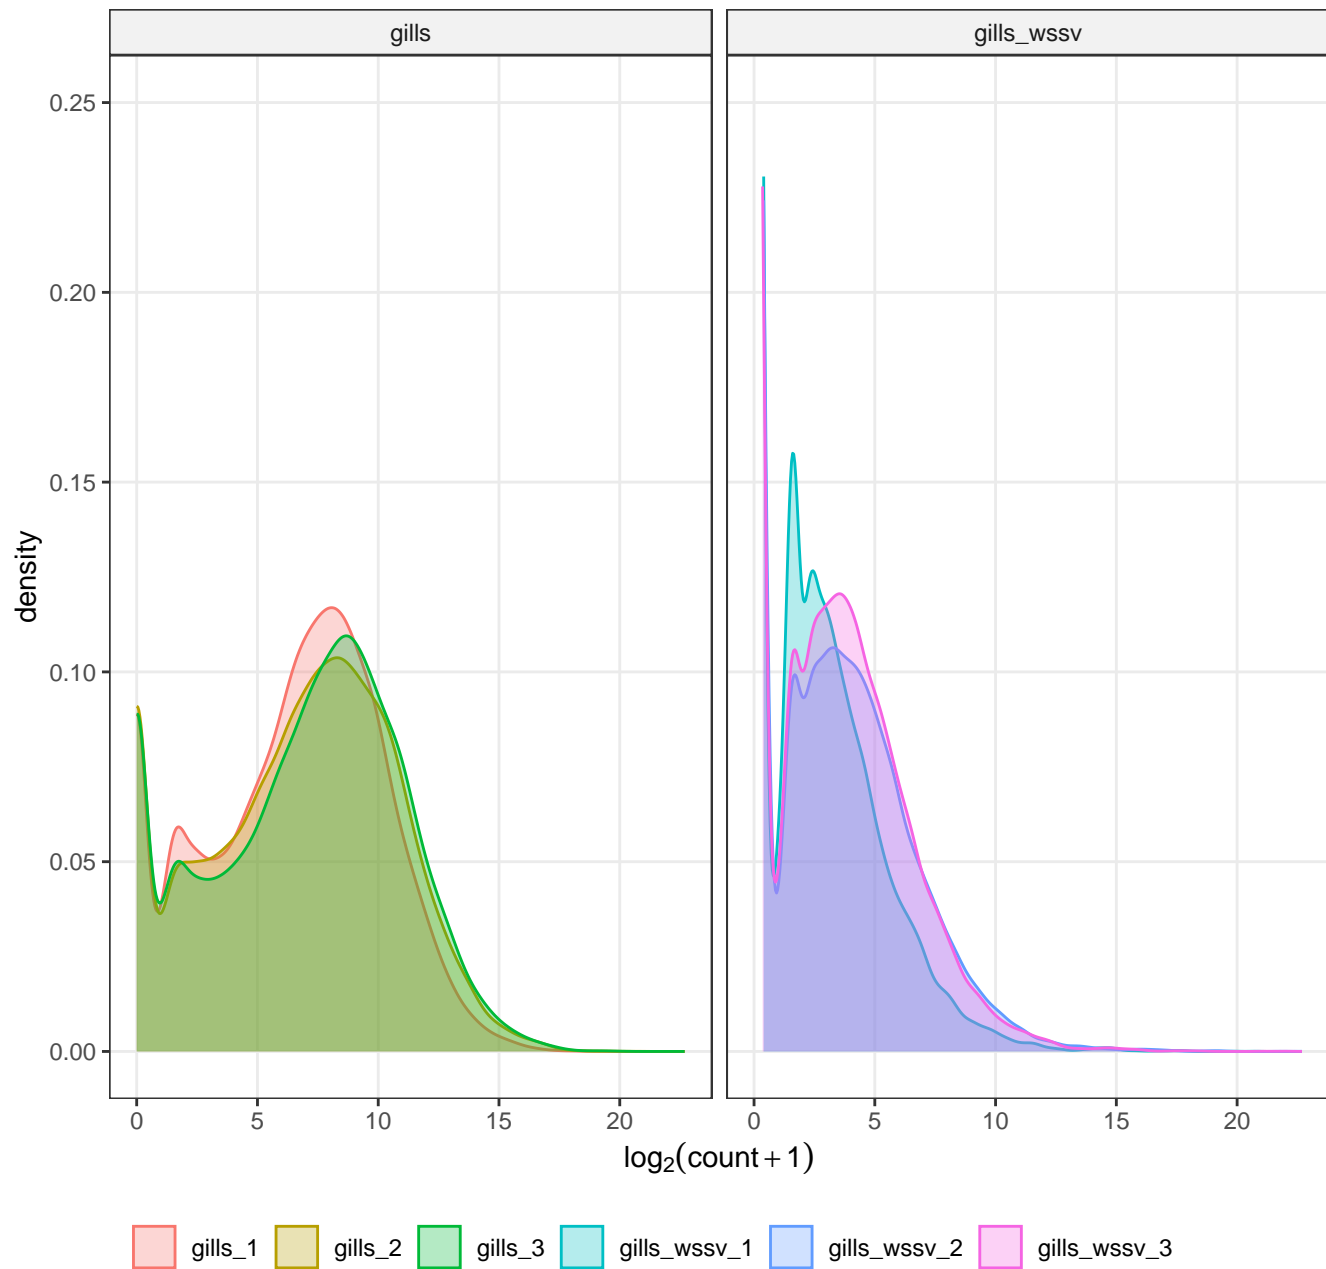 gills
gills_wssv
0.25
0.20
0.15
0.10
0.05
0.00
density
0 5 10 15 20
0 5 10 15 20
log₂(count + 1)
gills_1 gills_2 gills_3 gills_wssv_1 gills_wssv_2 gills_wssv_3